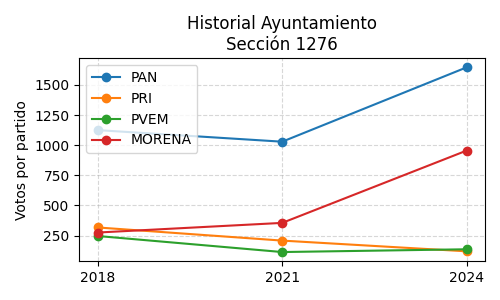 Historial Ayuntamiento
Sección 1276
Votos por partido
1500
1250
1000
750
500
250
PAN
PRI
PVEM
MORENA
2018
2021
2024